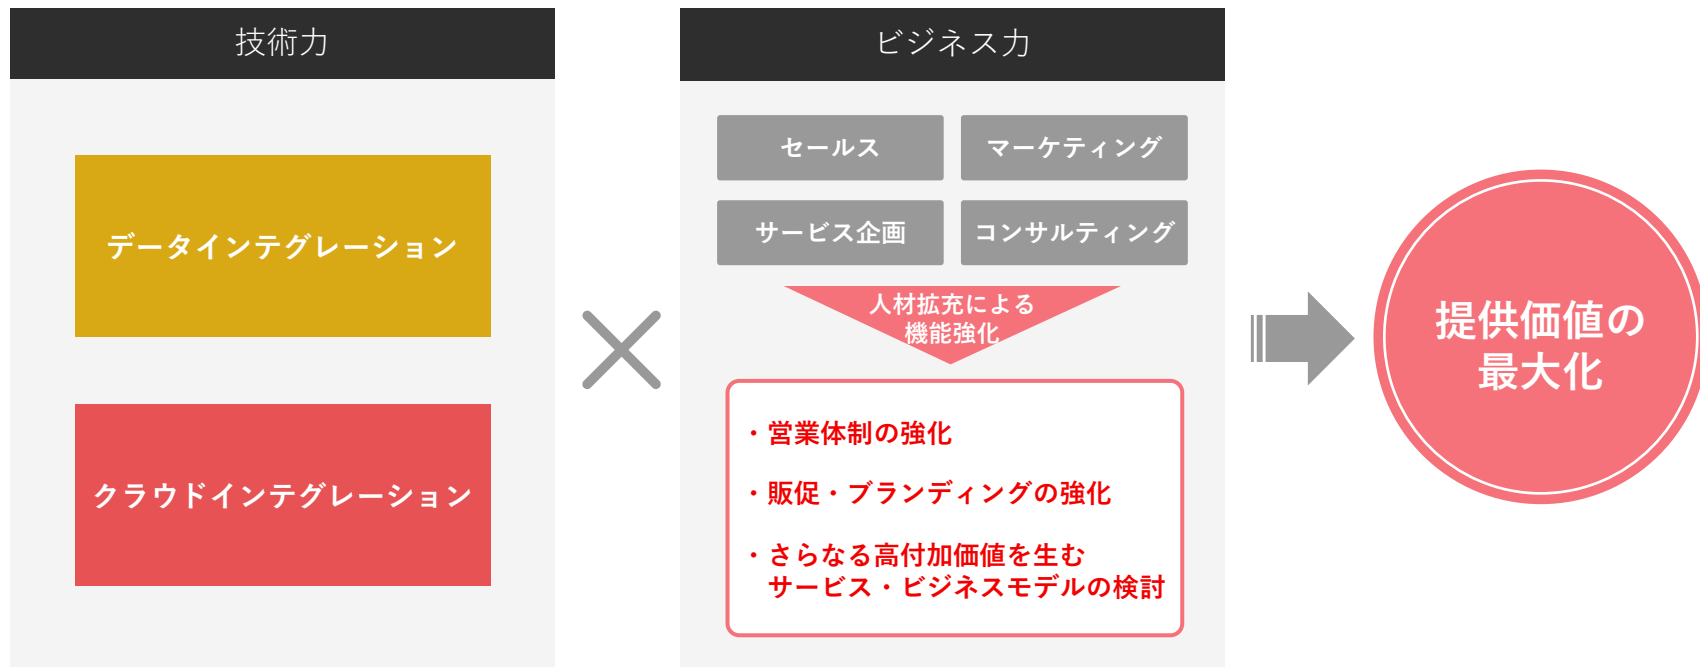 技術力
データインテグレーション
クラウドインテグレーション
ビジネス力
セールス
マーケティング
サービス企画
コンサルティング
人材拡充による
機能強化
・営業体制の強化
・販促・ブランディングの強化
・さらなる高付加価値を生む
サービス・ビジネスモデルの検討
提供価値の
最大化